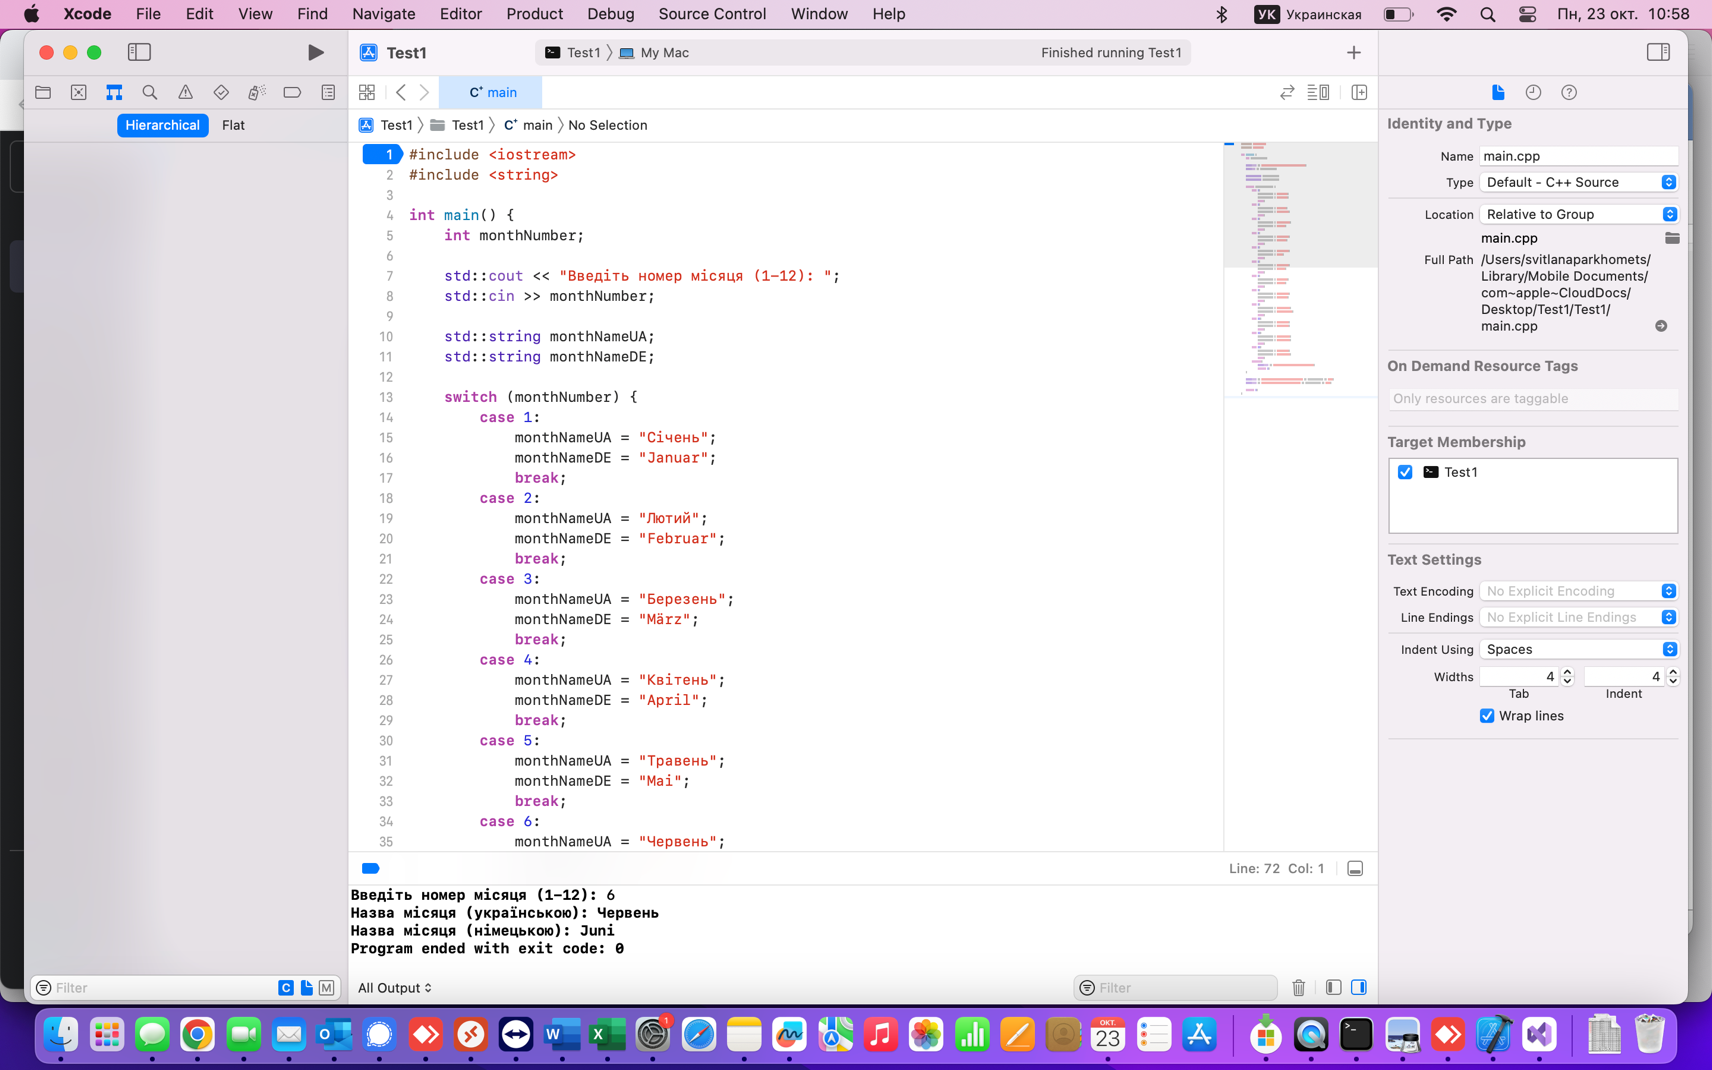 Xcode File Edit View Find Navigate Editor Product Debug Source Control Window Help УК Украинская Пн, 23 окт. 10:58
Test1 Test1 My Mac Finished running Test1
C+ main
Hierarchical Flat
Test1 Test1 C+ main No Selection
1 #include <iostream>
2 #include <string>
3
4 int main() {
5 int monthNumber;
6
7 std::cout << "Введіть номер місяця (1-12): ";
8 std::cin >> monthNumber;
9
10 std::string monthNameUA;
11 std::string monthNameDE;
12
13 switch (monthNumber) {
14 case 1:
15 monthNameUA = "Січень";
16 monthNameDE = "Januar";
17 break;
18 case 2:
19 monthNameUA = "Лютий";
20 monthNameDE = "Februar";
21 break;
22 case 3:
23 monthNameUA = "Березень";
24 monthNameDE = "März";
25 break;
26 case 4:
27 monthNameUA = "Квітень";
28 monthNameDE = "April";
29 break;
30 case 5:
31 monthNameUA = "Травень";
32 monthNameDE = "Mai";
33 break;
34 case 6:
35 monthNameUA = "Червень";
Line: 72 Col: 1
Введіть номер місяця (1-12): 6
Назва місяця (українською): Червень
Назва місяця (німецькою): Juni
Program ended with exit code: 0
Filter C M
All Output
Filter
Identity and Type
Name main.cpp
Type Default - C++ Source
Location Relative to Group
main.cpp
Full Path /Users/svitlanaparkhomets/
Library/Mobile Documents/
com~apple~CloudDocs/
Desktop/Test1/Test1/
main.cpp
On Demand Resource Tags
Only resources are taggable
Target Membership
Test1
Text Settings
Text Encoding No Explicit Encoding
Line Endings No Explicit Line Endings
Indent Using Spaces
Widths 4 4
Tab Indent
Wrap lines
1
ОКТ.
23